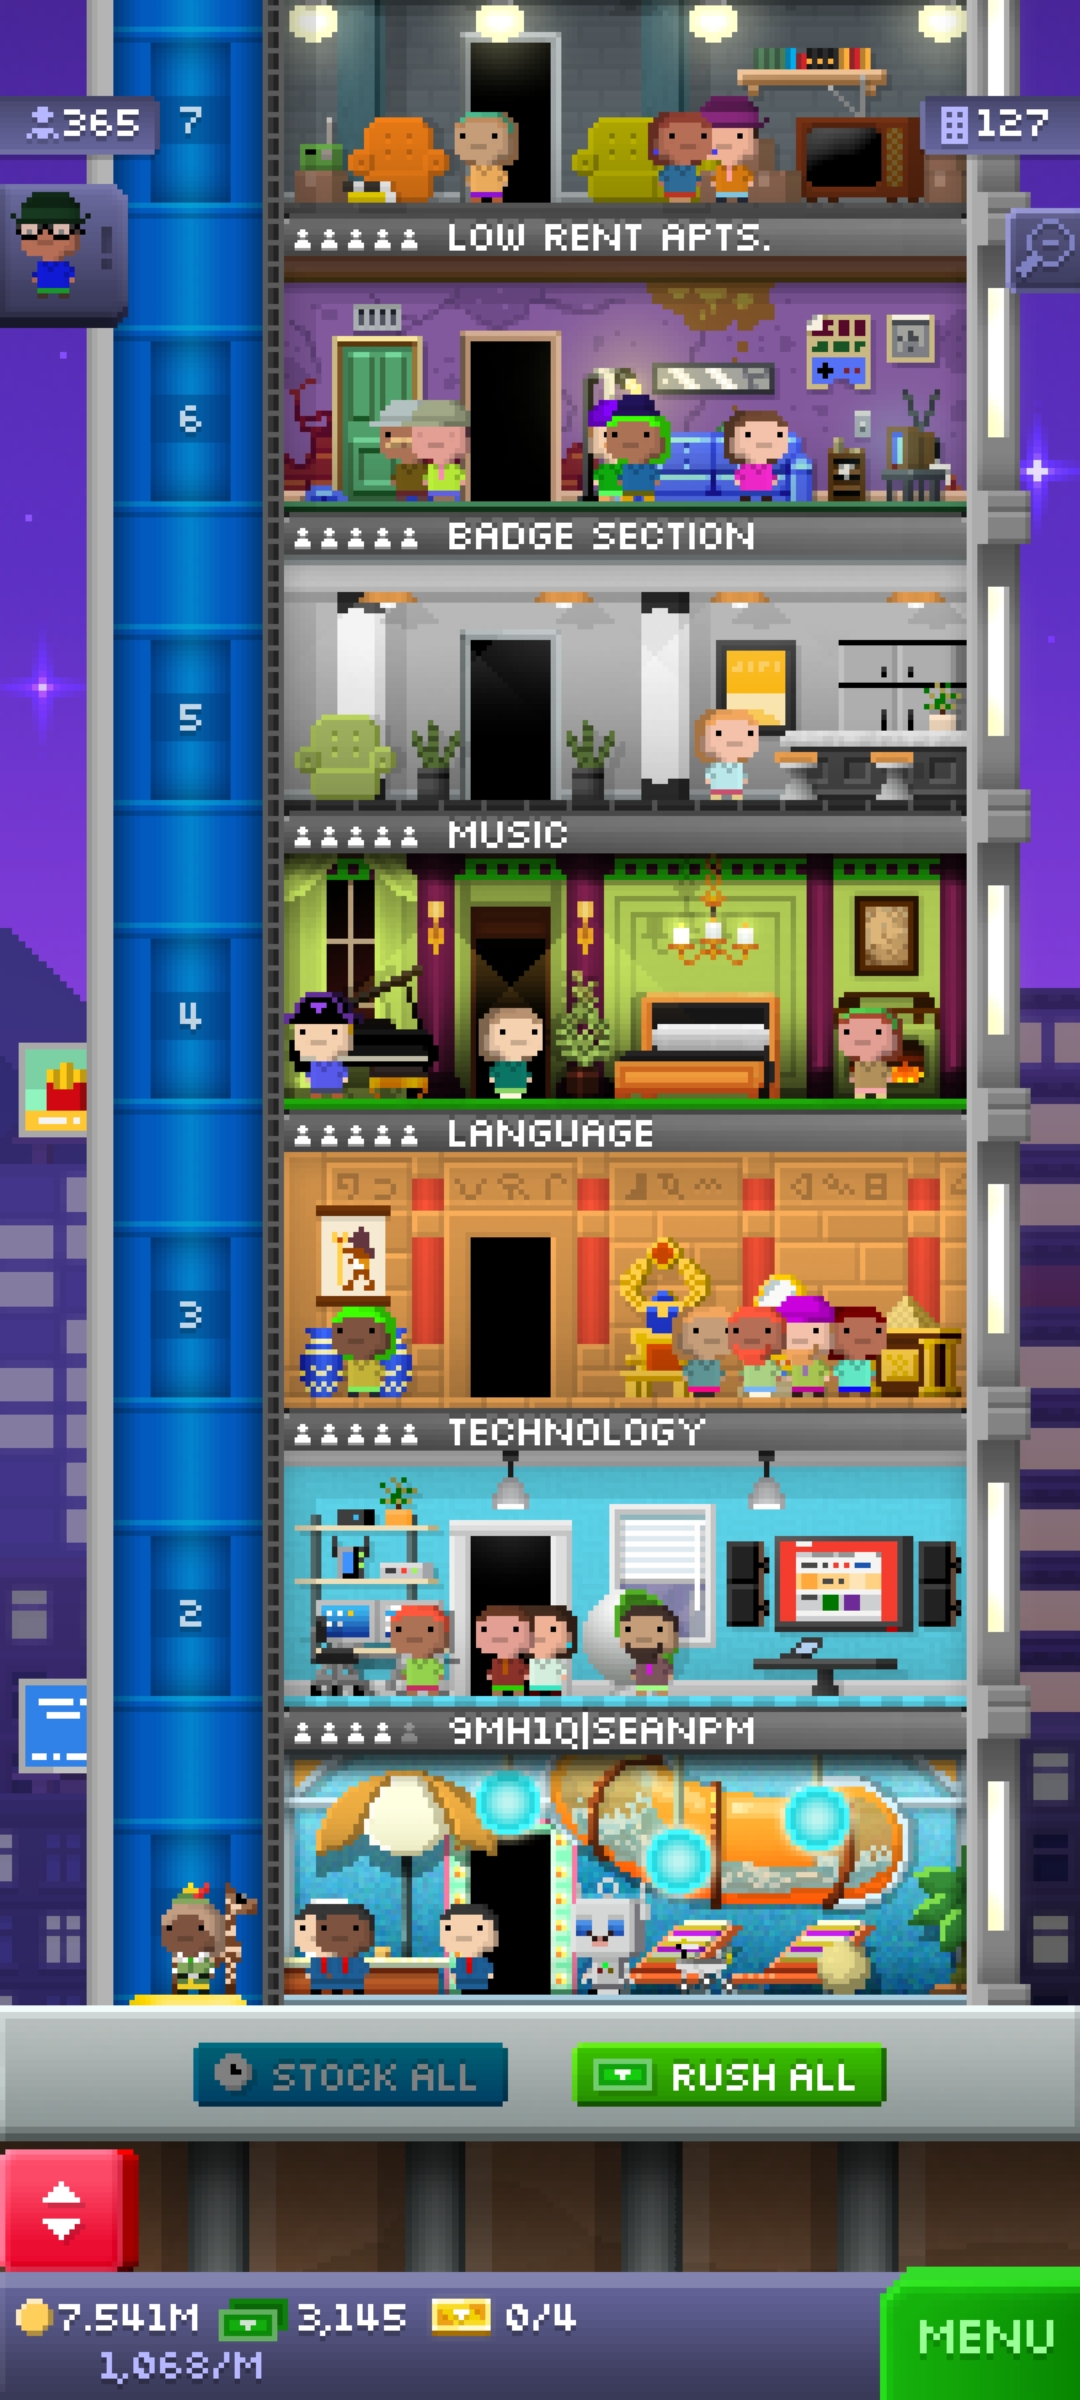 365
7
127
!
LOW RENT APTS.
6
BADGE SECTION
5
MUSIC
4
LANGUAGE
3
TECHNOLOGY
2
9MH1Q|SEANPM
STOCK ALL
RUSH ALL
7.541M
3,145
0/4
1,068/M
MENU